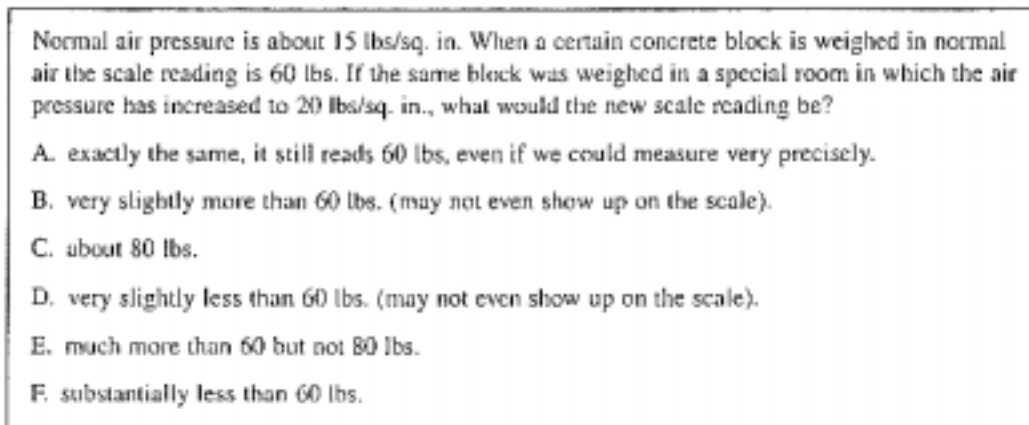 Normal air pressure is about 15 lbs/sq. in. When a certain concrete block is weighed in normal
air the scale reading is 60 lbs. If the same block was weighed in a special room in which the air
pressure has increased to 20 lbs/sq. in., what would the new scale reading be?
A. exactly the same, it still reads 60 lbs, even if we could measure very precisely.
B. very slightly more than 60 lbs. (may not even show up on the scale).
C. about 80 lbs.
D. very slightly less than 60 lbs. (may not even show up on the scale).
E. much more than 60 but not 80 lbs.
F. substantially less than 60 lbs.